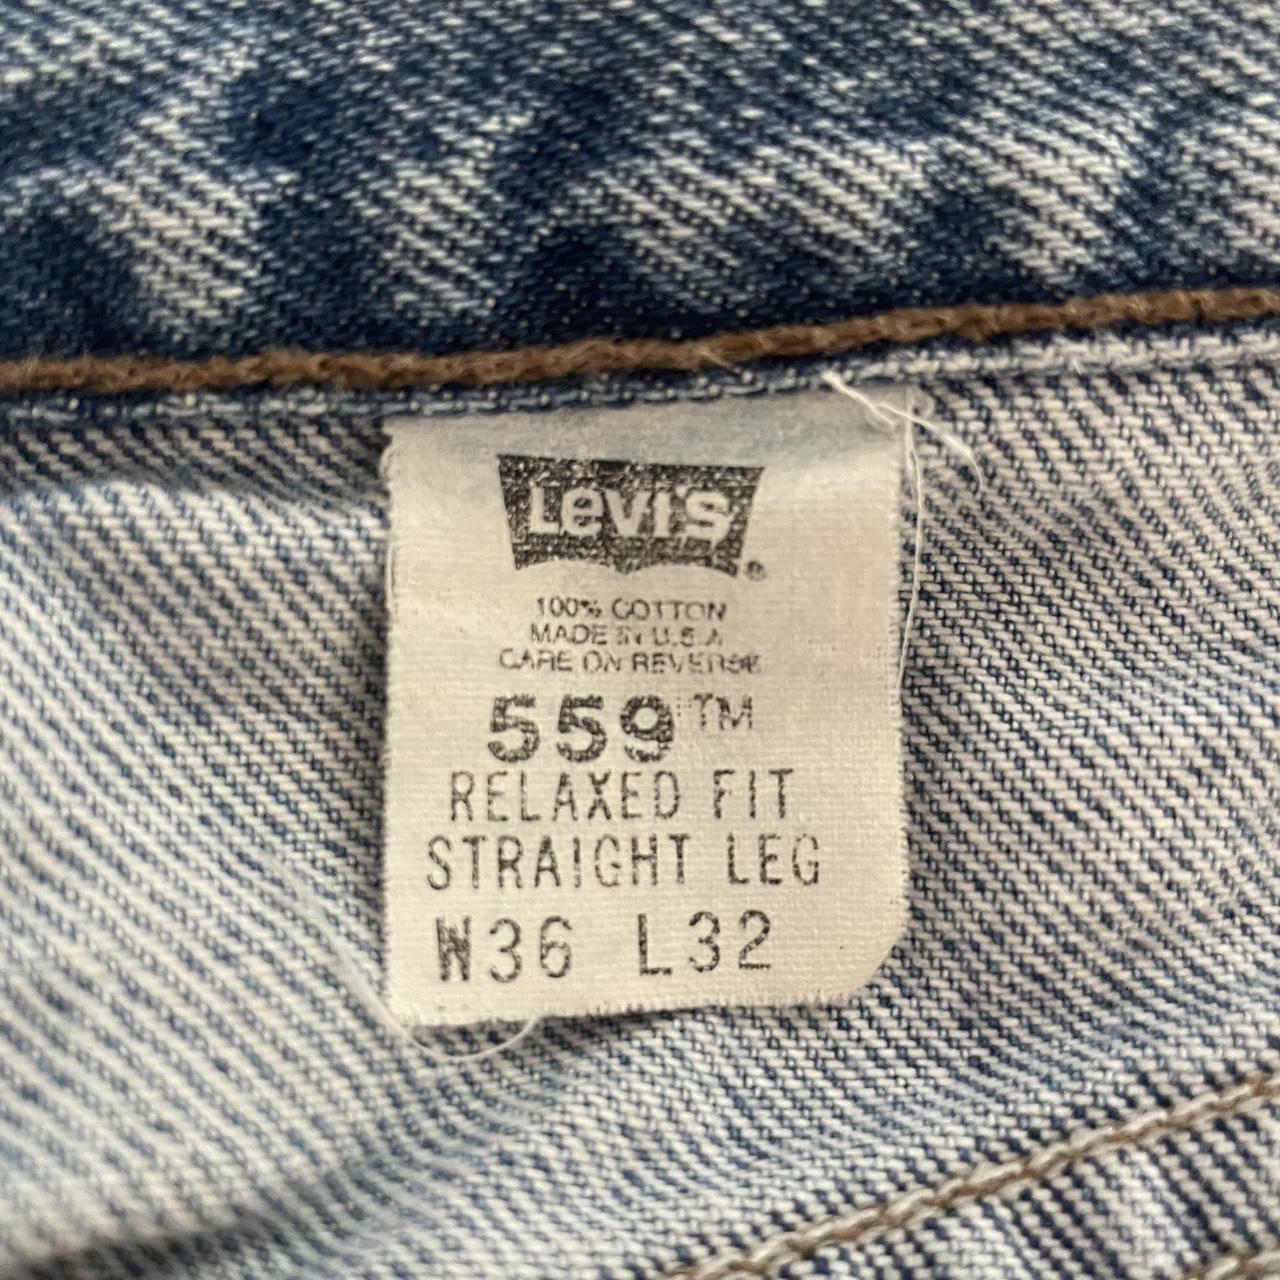 Levi's ®
100% COTTON
MADE IN U.S.A
CARE ON REVERSE
559™
RELAXED FIT
STRAIGHT LEG
W36 L32